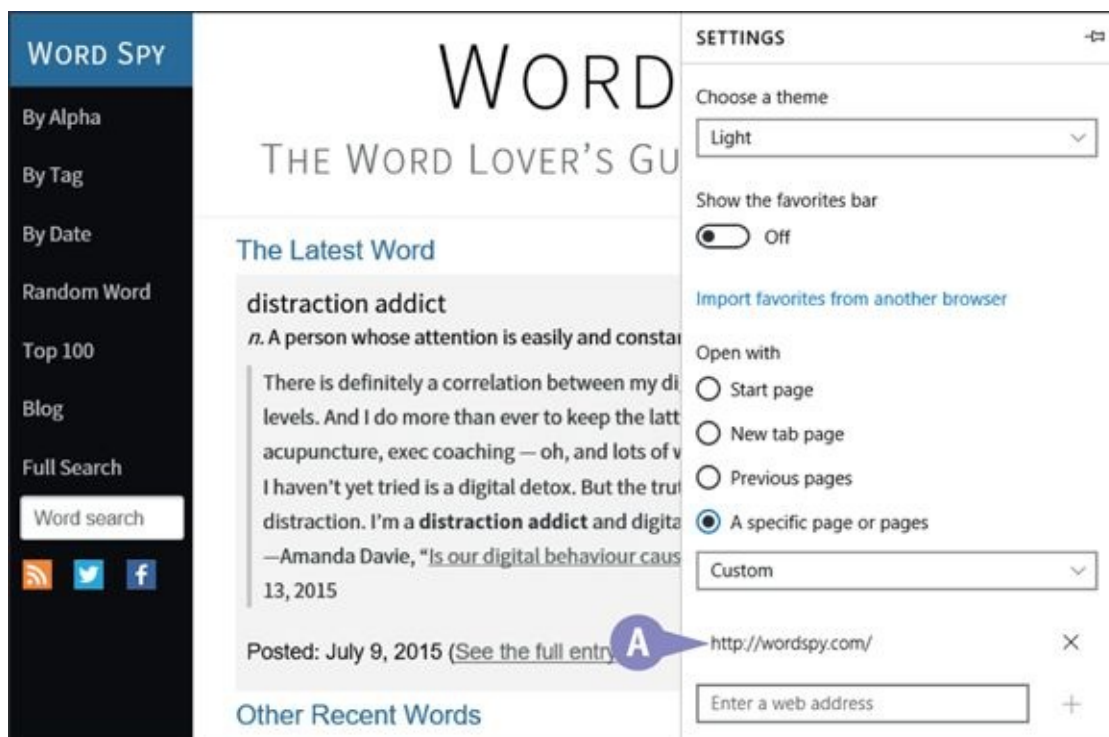 WORD SPY
By Alpha
By Tag
By Date
Random Word
Top 100
Blog
Full Search
Word search
WORD
THE WORD LOVER'S GU
The Latest Word
distraction addict
n. A person whose attention is easily and constan
There is definitely a correlation between my di
levels. And I do more than ever to keep the latt
acupuncture, exec coaching — oh, and lots of w
I haven't yet tried is a digital detox. But the trut
distraction. I'm a distraction addict and digita
—Amanda Davie, “Is our digital behaviour caus
13, 2015
Posted: July 9, 2015 (See the full entry
Other Recent Words
SETTINGS
Choose a theme
Light
Show the favorites bar
Off
Import favorites from another browser
Open with
Start page
New tab page
Previous pages
A specific page or pages
Custom
A
http://wordspy.com/
Enter a web address